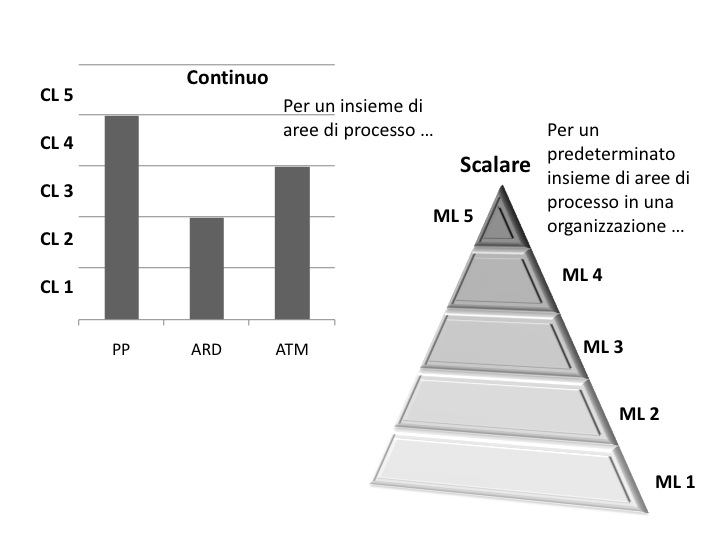 Continuo
CL 5
CL 4
CL 3
CL 2
CL 1
PP
ARD
ATM
Per un insieme di
aree di processo …
Scalare
Per un
predeterminato
insieme di aree di
processo in una
organizzazione …
ML 5
ML 4
ML 3
ML 2
ML 1